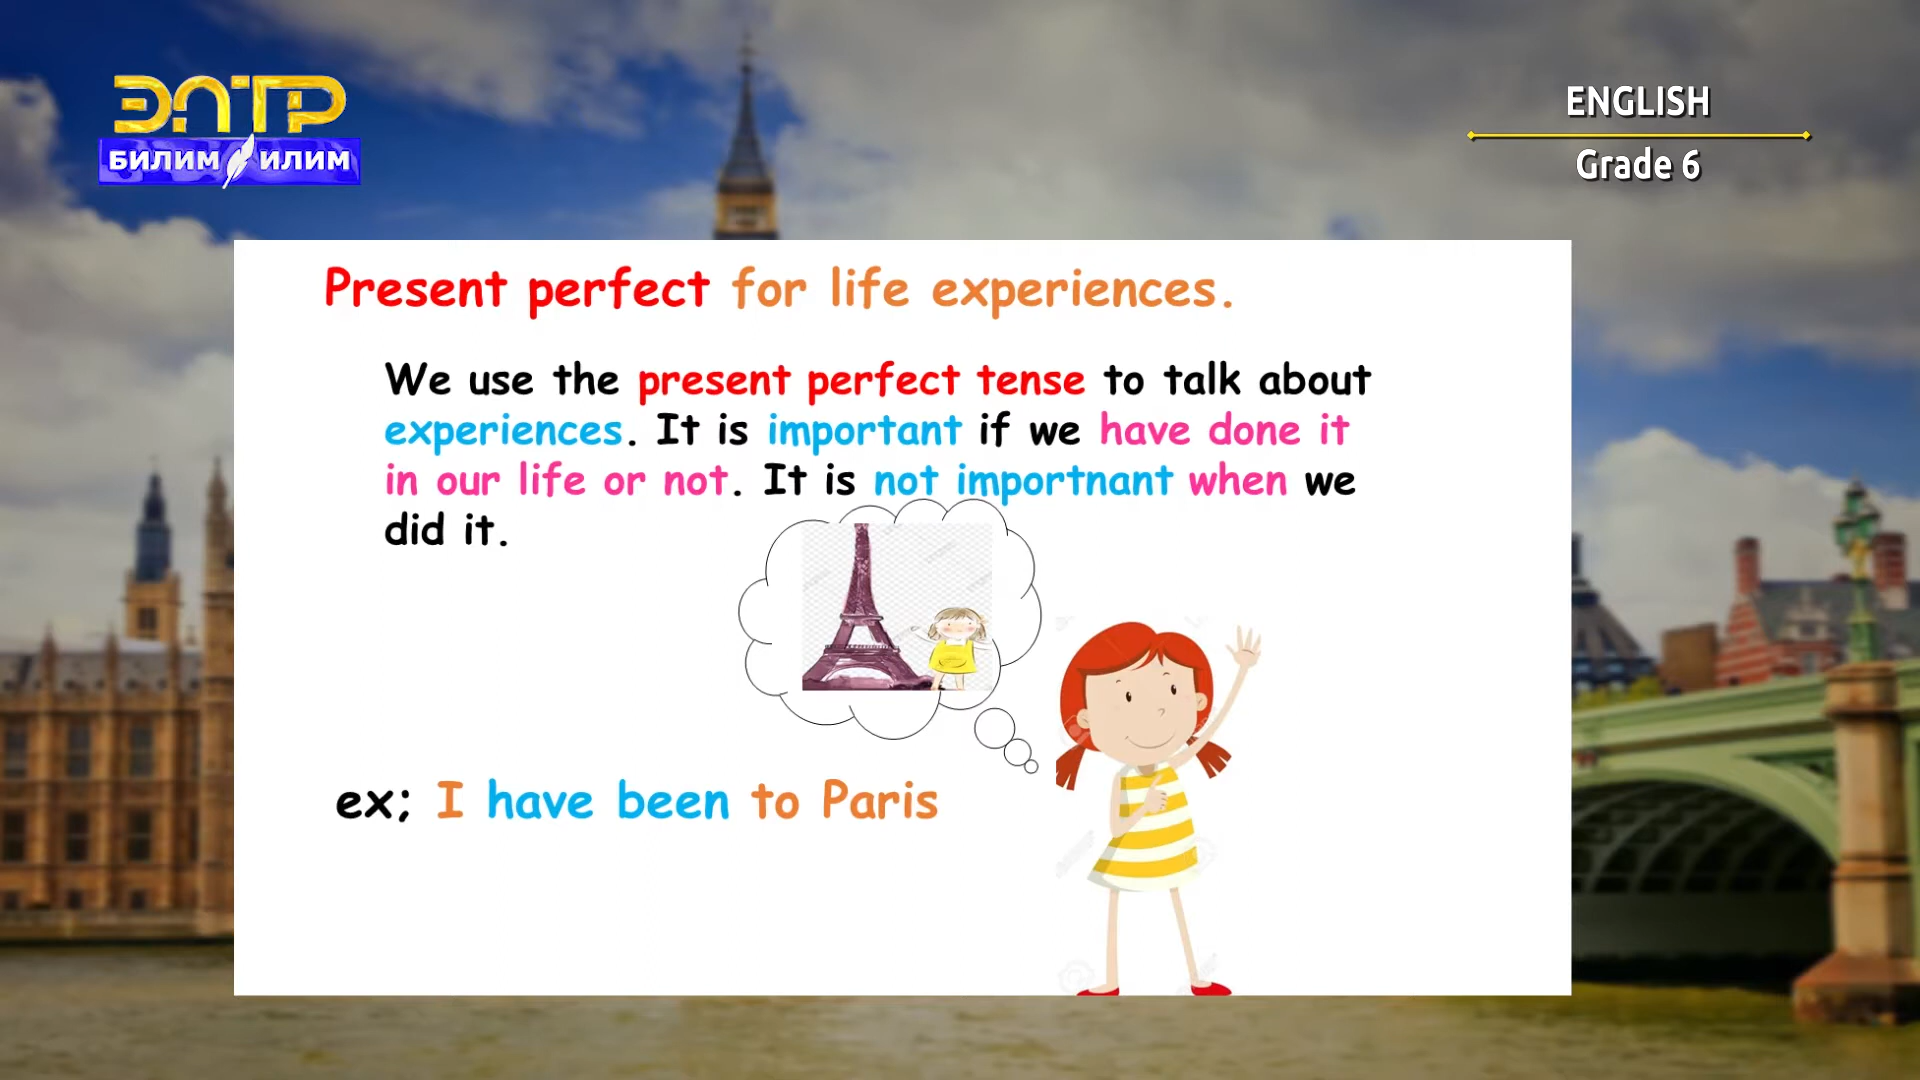 ЭЛТР
БИЛИМ ИЛИМ
ENGLISH
Grade 6
Present perfect for life experiences.
We use the present perfect tense to talk about
experiences. It is important if we have done it
in our life or not. It is not importnant when we
did it.
ex; I have been to Paris